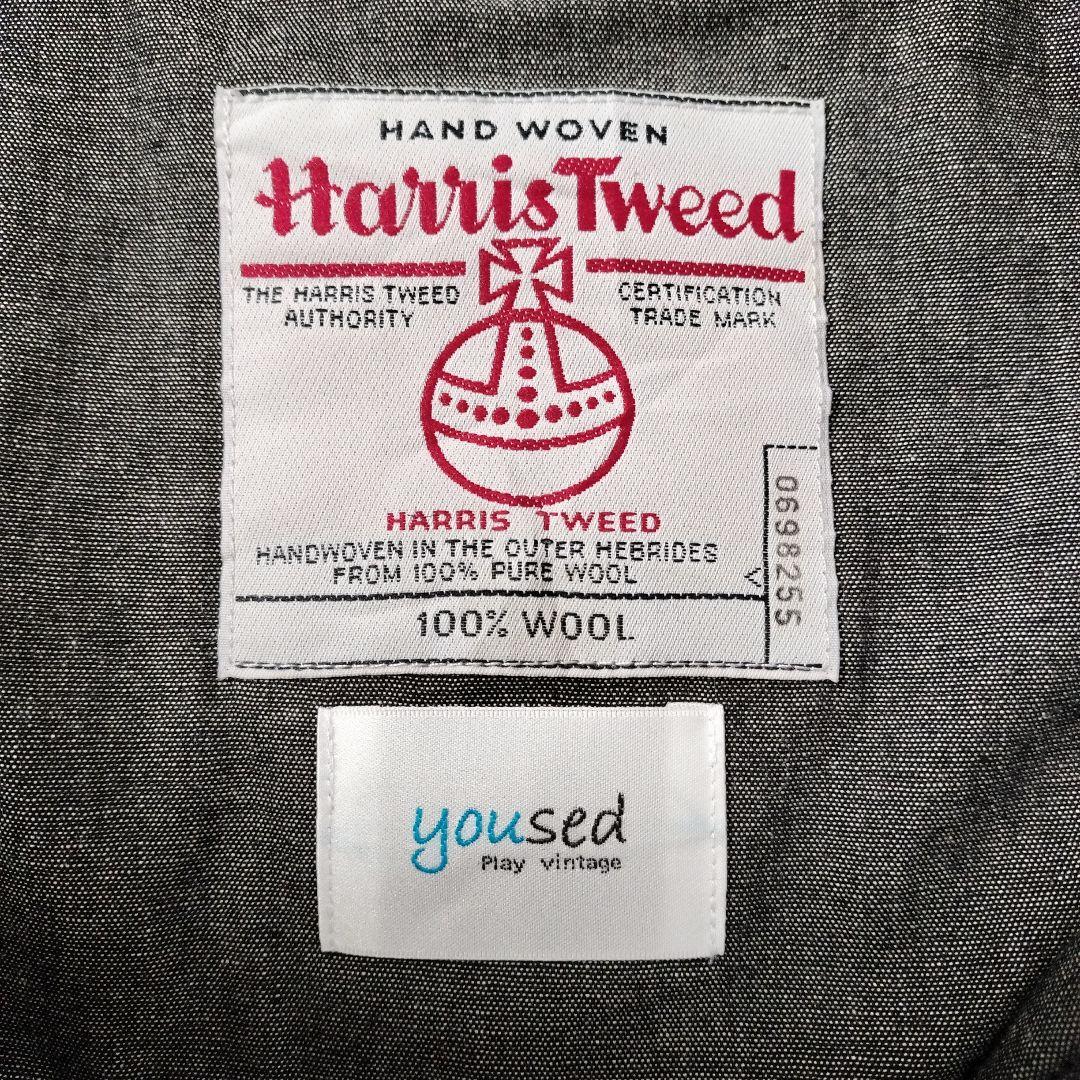 HAND WOVEN
Harris Tweed
THE HARRIS TWEED
AUTHORITY
CERTIFICATION
TRADE MARK
HARRIS TWEED
HANDWOVEN IN THE OUTER HEBRIDES
FROM 100% PURE WOOL
100% WOOL
0698255
yoused
Play vintage